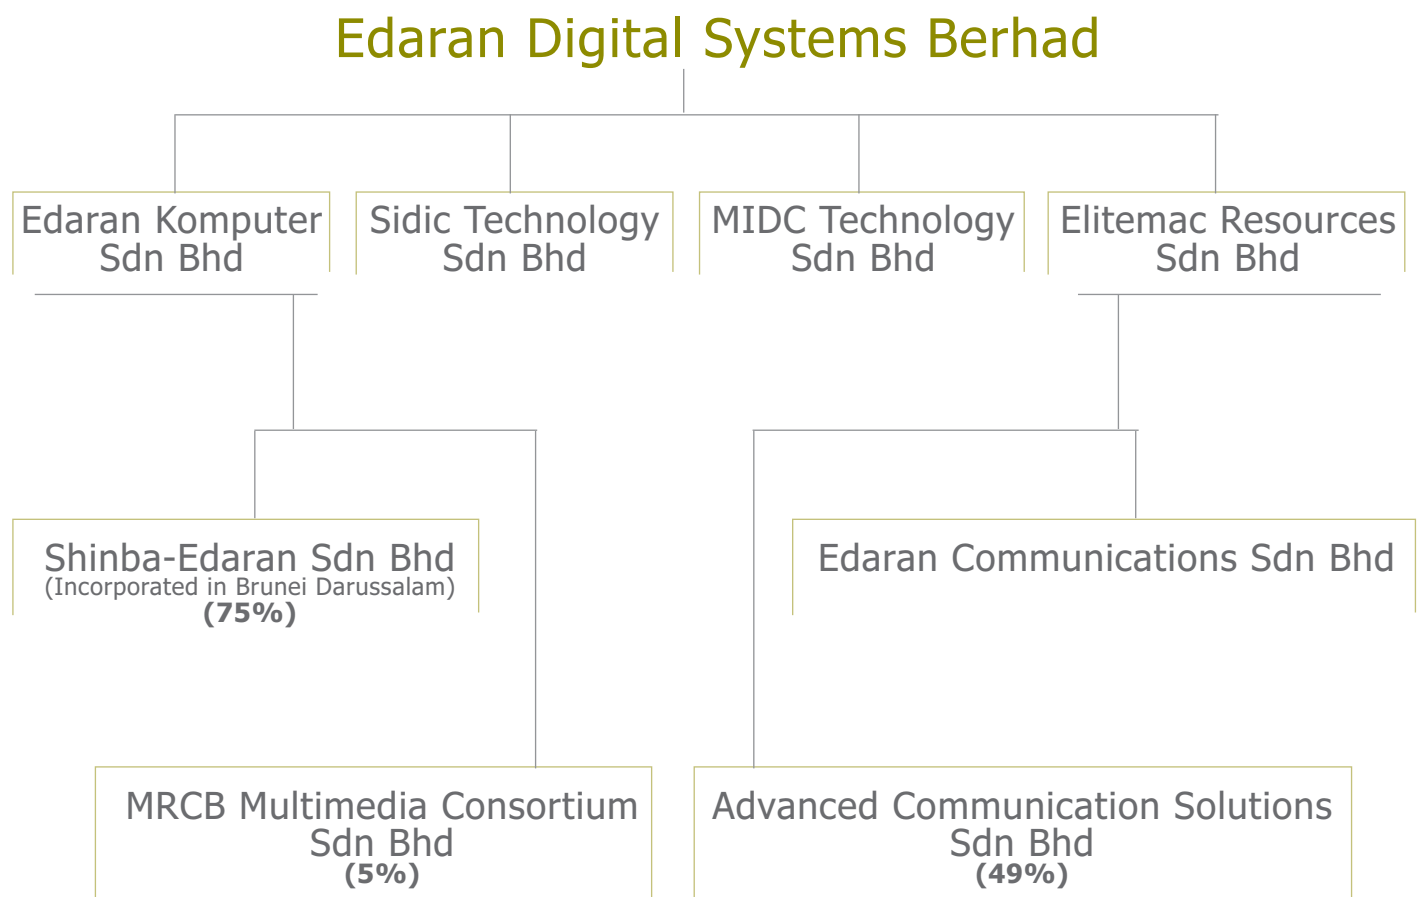 Edaran Digital Systems Berhad
Edaran Komputer
Sdn Bhd
Sidic Technology
Sdn Bhd
MIDC Technology
Sdn Bhd
Elitemac Resources
Sdn Bhd
Shinba-Edaran Sdn Bhd
(Incorporated in Brunei Darussalam)
(75%)
Edaran Communications Sdn Bhd
MRCB Multimedia Consortium
Sdn Bhd
(5%)
Advanced Communication Solutions
Sdn Bhd
(49%)